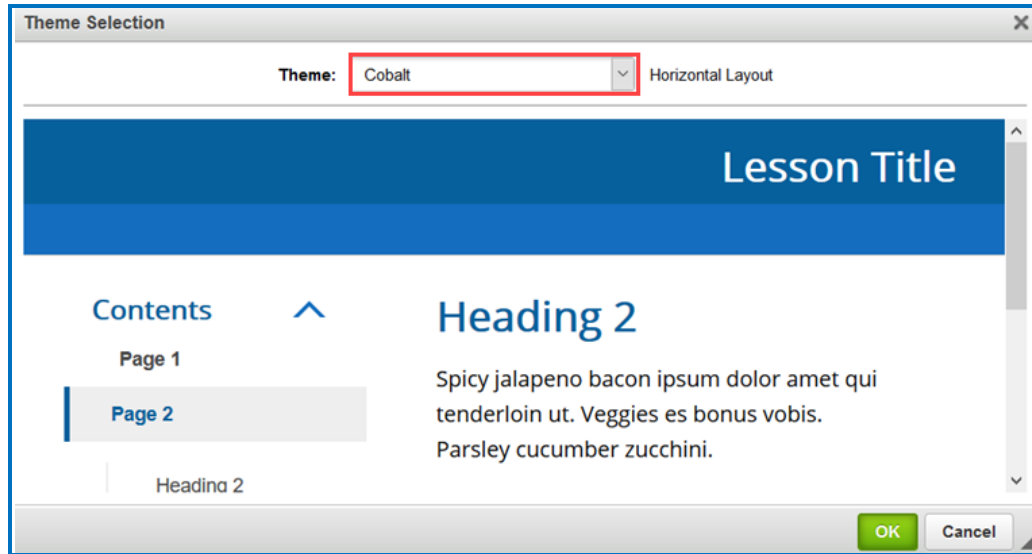 Theme Selection
Theme: Cobalt Horizontal Layout
Lesson Title
Contents
Page 1
Page 2
Heading 2
Heading 2
Spicy jalapeno bacon ipsum dolor amet qui
tenderloin ut. Veggies es bonus vobis.
Parsley cucumber zucchini.
OK Cancel